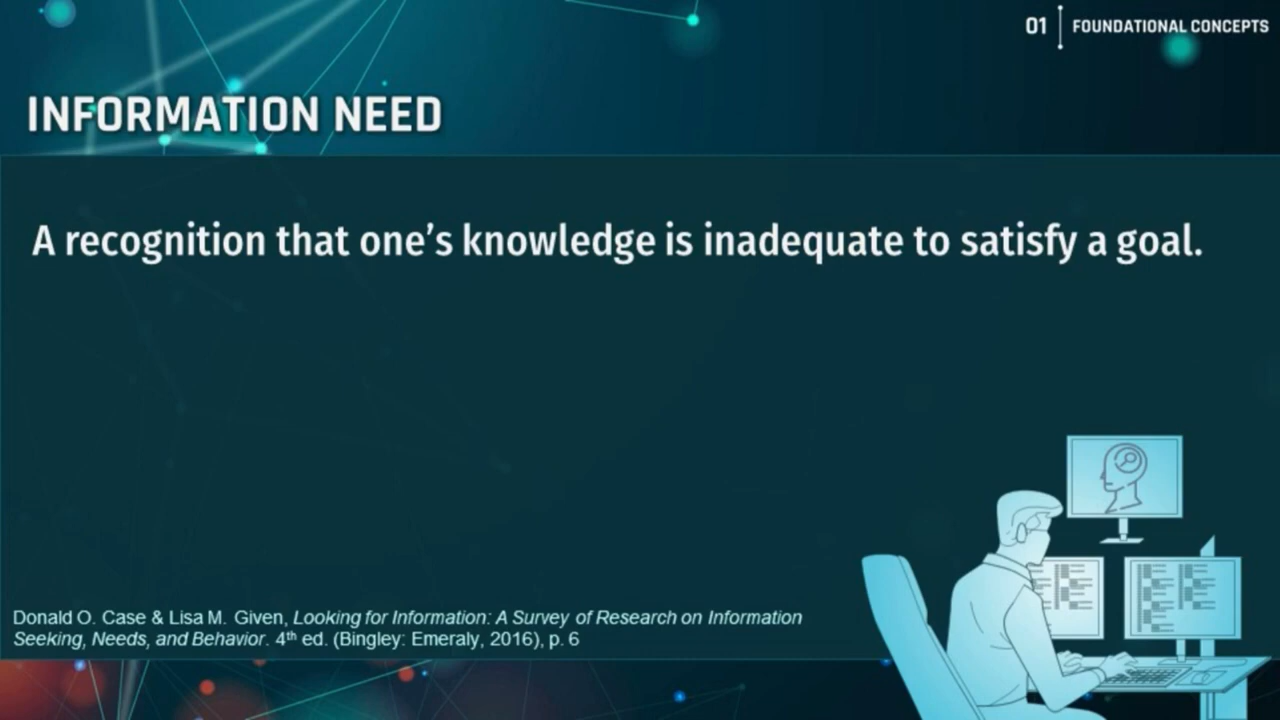 01 | FOUNDATIONAL CONCEPTS
INFORMATION NEED
A recognition that one’s knowledge is inadequate to satisfy a goal.
Donald O. Case & Lisa M. Given, Looking for Information: A Survey of Research on Information
Seeking, Needs, and Behavior. 4th ed. (Bingley: Emeraly, 2016), p. 6